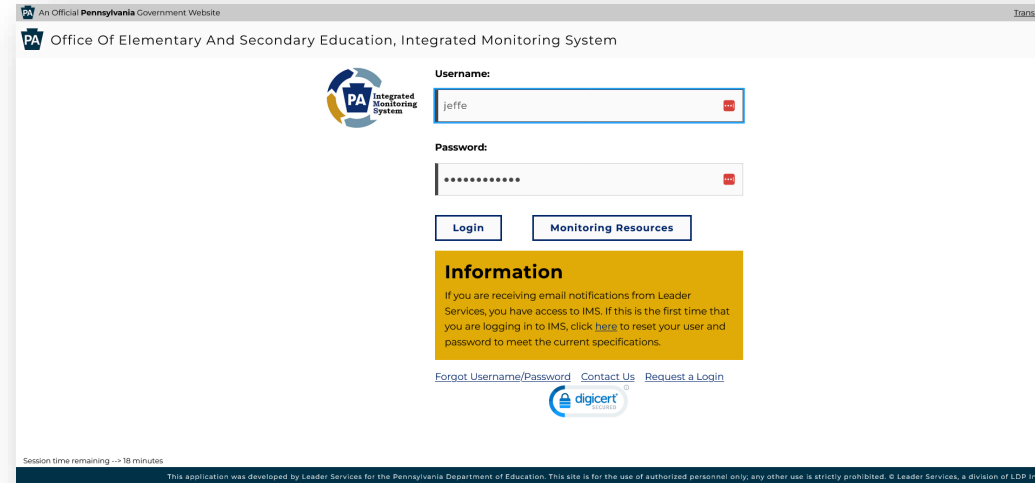 PA An Official Pennsylvania Government Website
Trans
PA Office Of Elementary And Secondary Education, Integrated Monitoring System
PA Integrated
Monitoring
System
Username:
jeffe
Password:
••••••••••••
Login
Monitoring Resources
Information
If you are receiving email notifications from Leader
Services, you have access to IMS. If this is the first time that
you are logging in to IMS, click here to reset your user and
password to meet the current specifications.
Forgot Username/Password Contact Us Request a Login
digicert
SECURED
Session time remaining --> 18 minutes
This application was developed by Leader Services for the Pennsylvania Department of Education. This site is for the use of authorized personnel only; any other use is strictly prohibited. © Leader Services, a division of LDP In